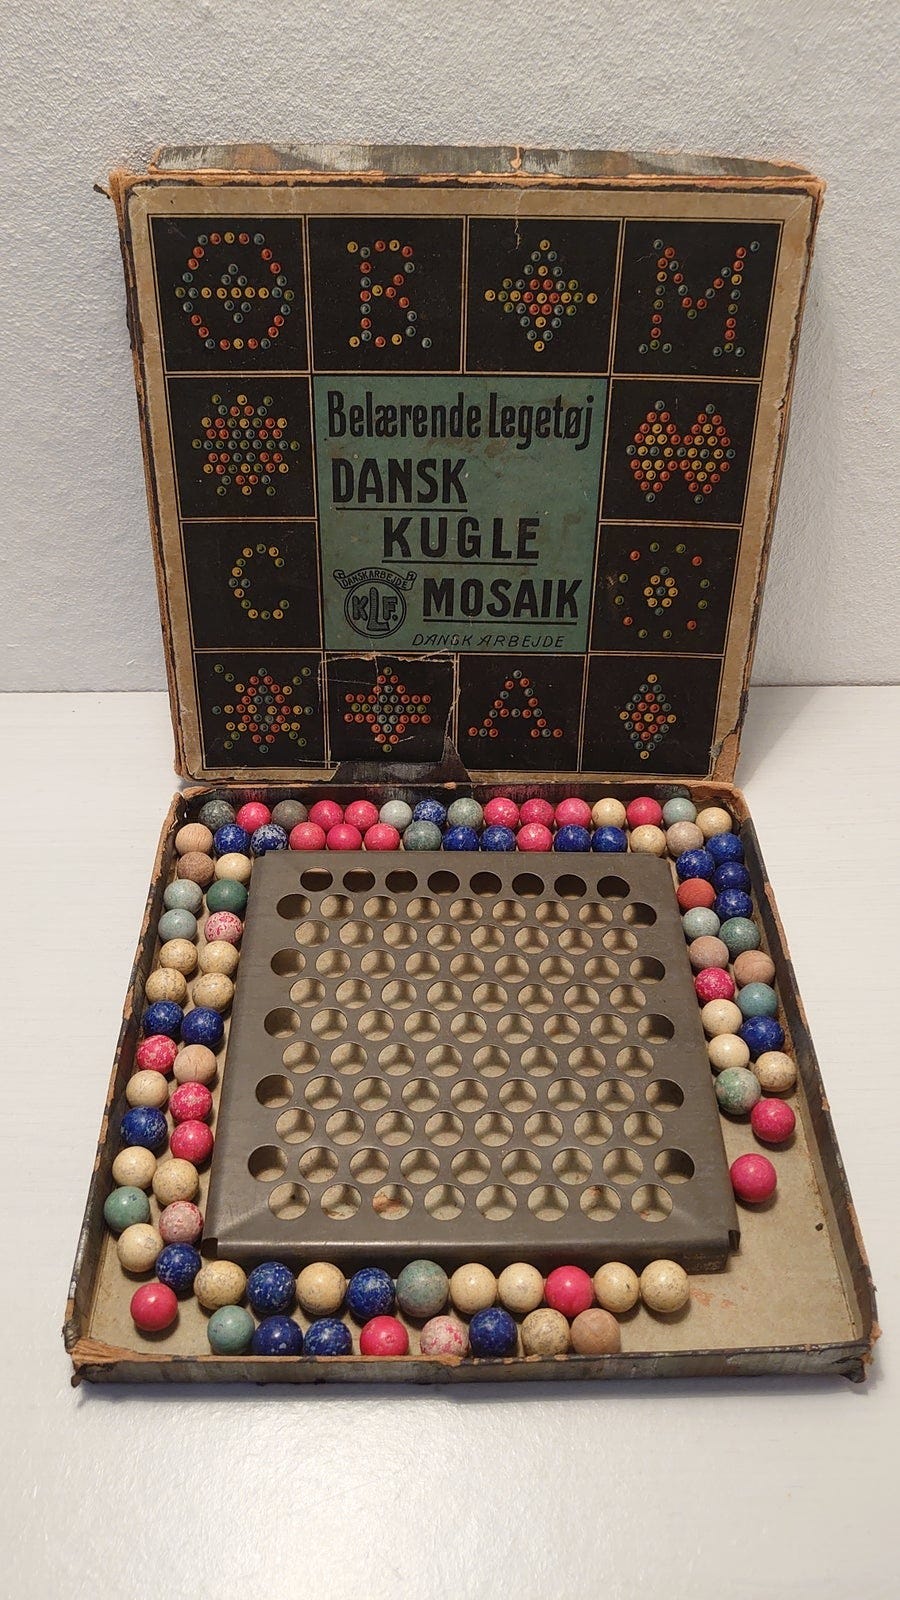 B
M
Belærende Legetøj
DANSK
KUGLE
C
DANSK ARBEJDE
KLF.
MOSAIK
DANSK ARBEJDE
A